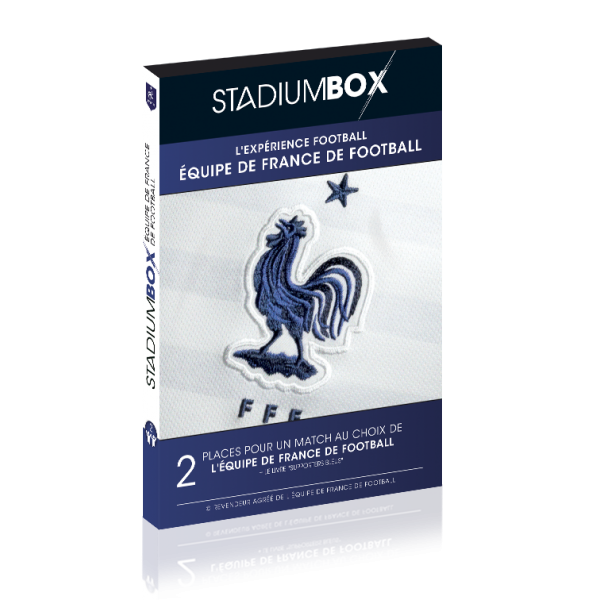 STADIUMBOX
L'EXPÉRIENCE FOOTBALL
ÉQUIPE DE FRANCE DE FOOTBALL
FFF
2 PLACES POUR UN MATCH AU CHOIX DE
L'ÉQUIPE DE FRANCE DE FOOTBALL
+ LE LIVRE "SUPPORTERS BLEUS"
REVENDEUR AGRÉÉ DE L'ÉQUIPE DE FRANCE DE FOOTBALL
STADIUMBOX
ÉQUIPE DE FRANCE
DE FOOTBALL